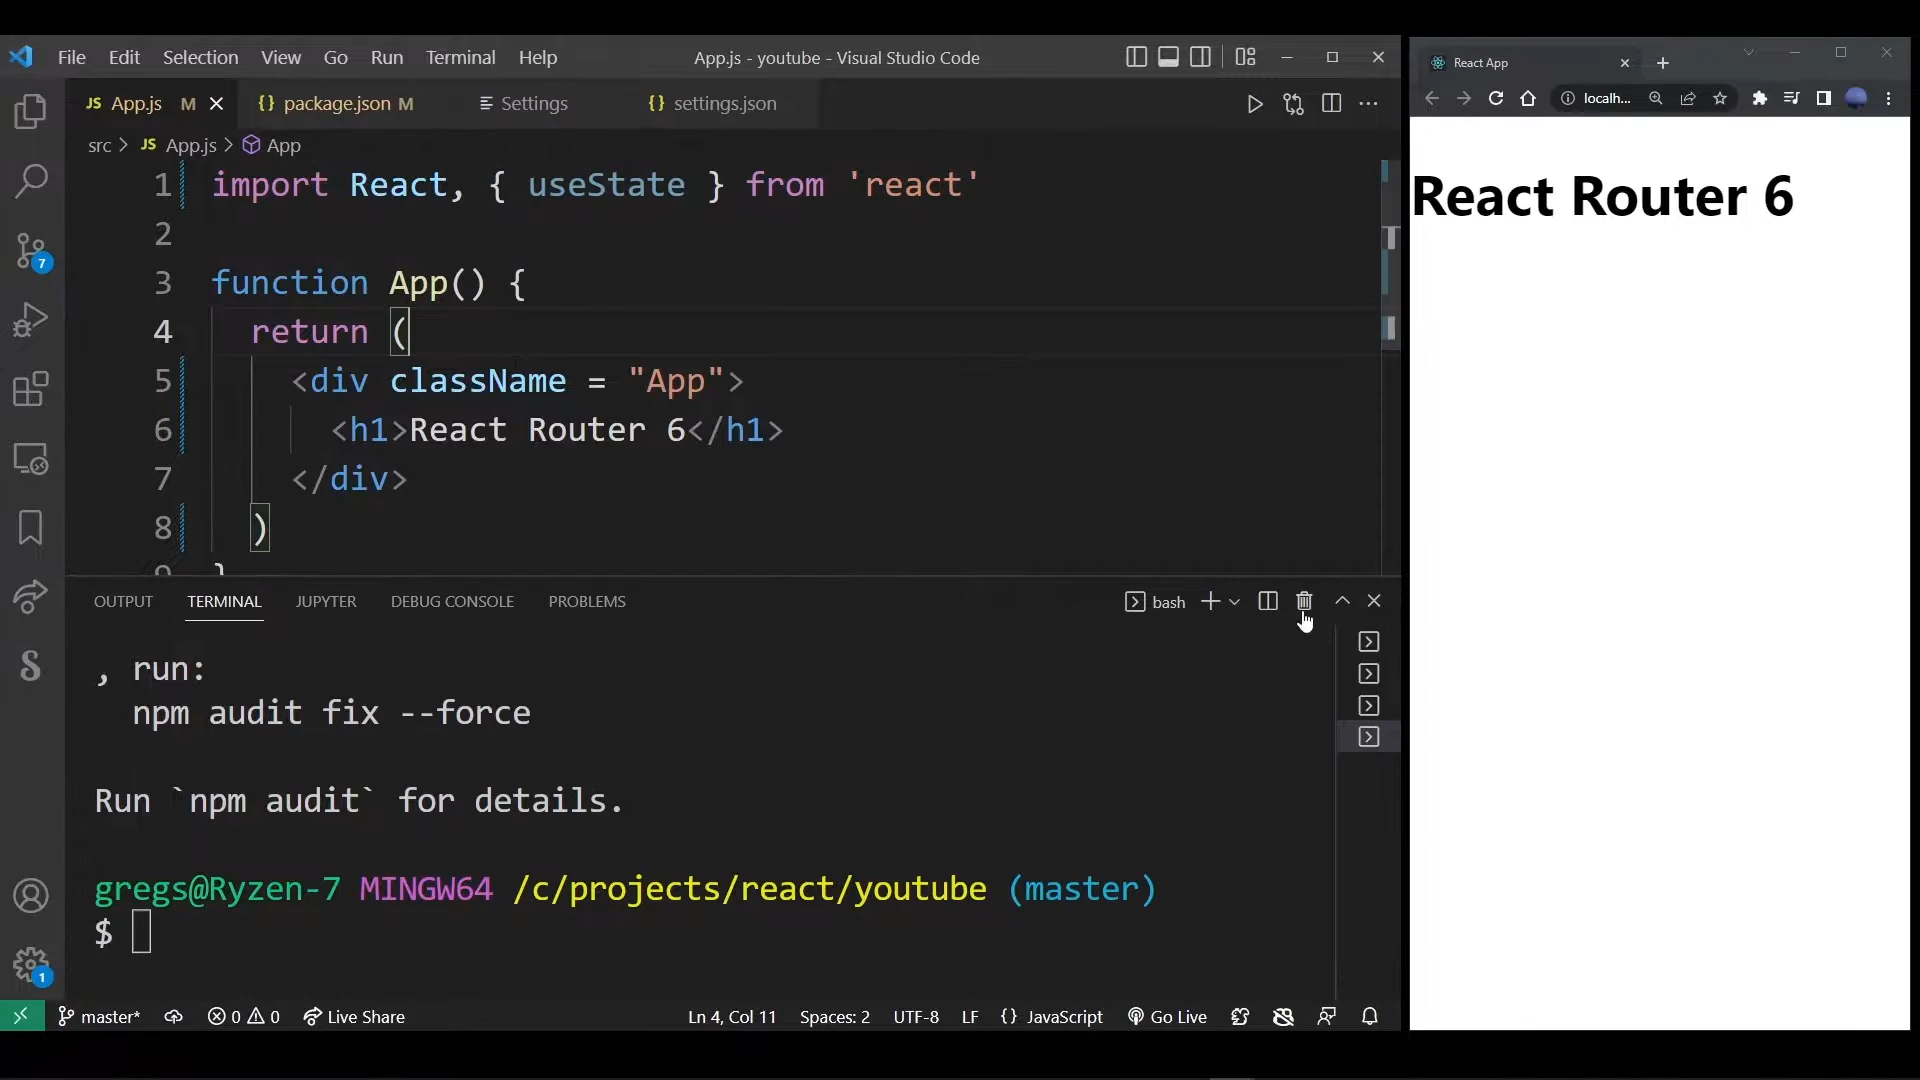 File Edit Selection View Go Run Terminal Help
App.js - youtube - Visual Studio Code
JS App.js M {} package.json M Settings {} settings.json
src > JS App.js > App
1 import React, { useState } from 'react'
2
3 function App() {
4 return (
5 <div className = "App">
6 <h1>React Router 6</h1>
7 </div>
8 )
9 }
OUTPUT TERMINAL JUPYTER DEBUG CONSOLE PROBLEMS
bash
, run:
npm audit fix --force
Run `npm audit` for details.
gregs@Ryzen-7 MINGW64 /c/projects/react/youtube (master)
$
7
1
master* 0 0 Live Share
Ln 4, Col 11 Spaces: 2 UTF-8 LF {} JavaScript Go Live
React App
localh...
React Router 6